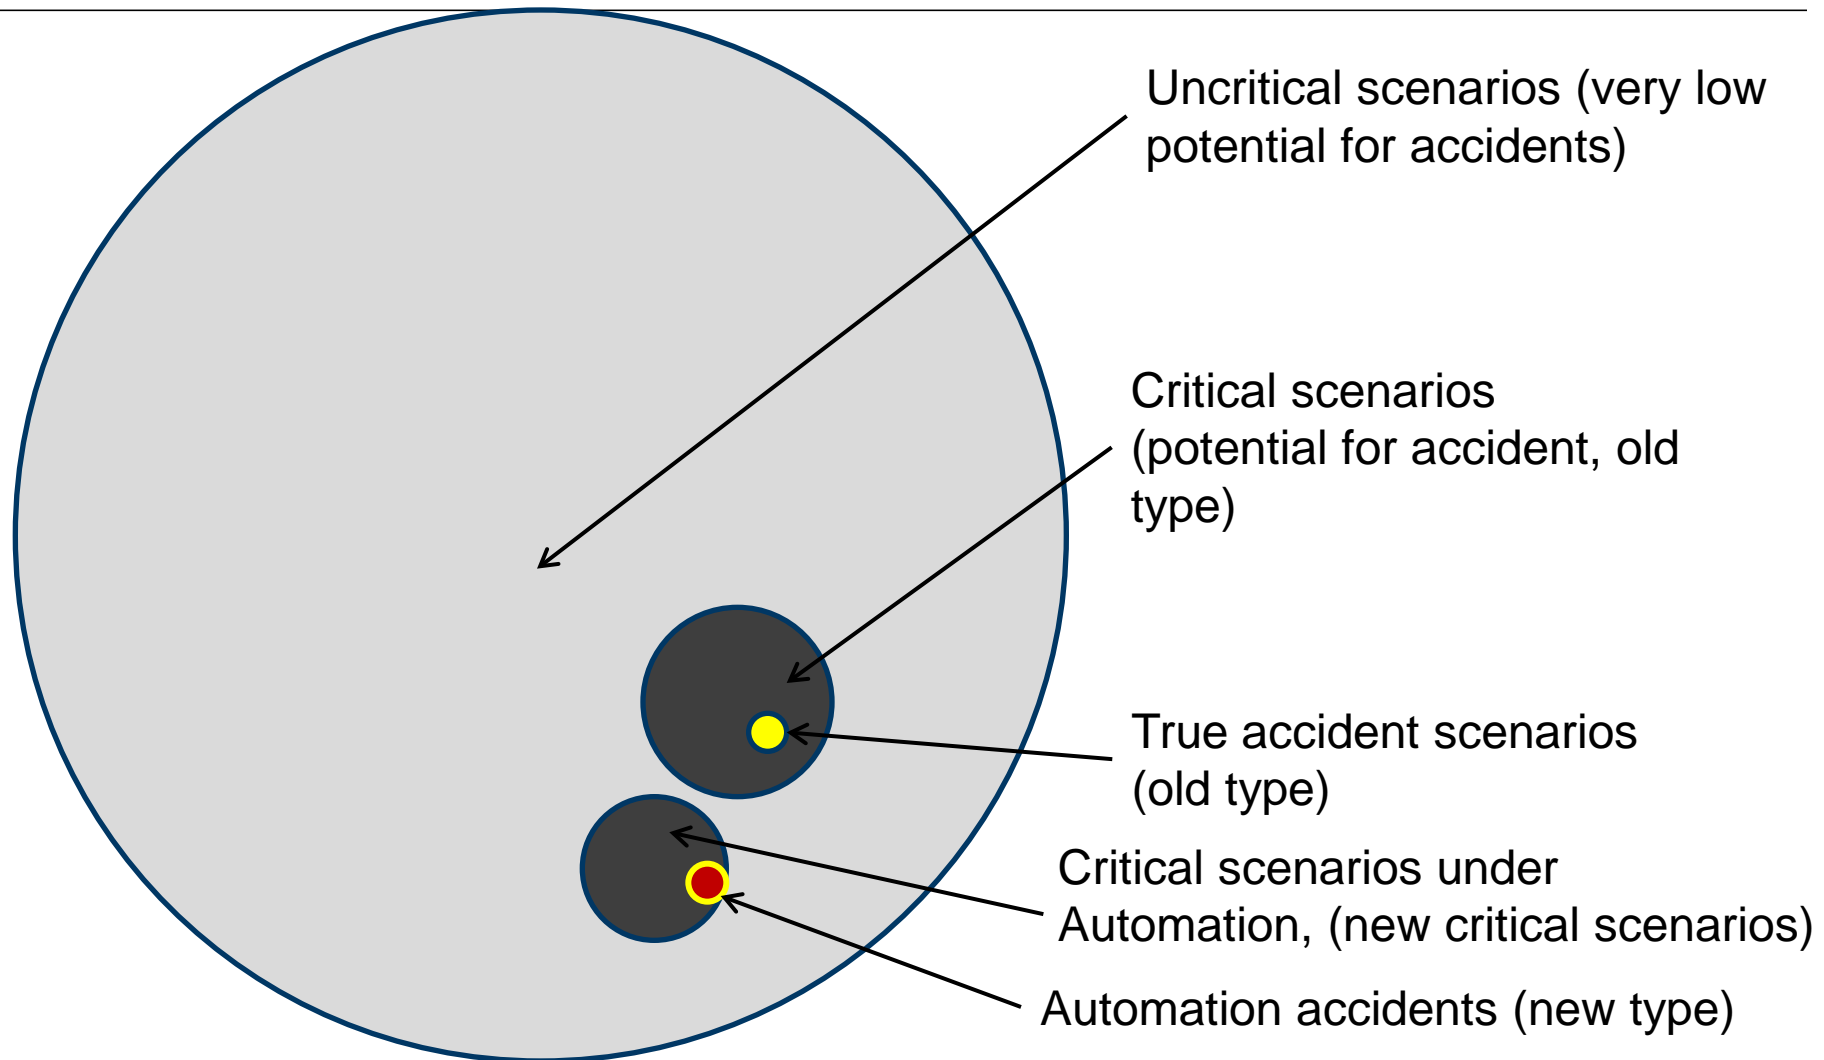 Uncritical scenarios (very low
potential for accidents)
Critical scenarios
(potential for accident, old
type)
True accident scenarios
(old type)
Critical scenarios under
Automation, (new critical scenarios)
Automation accidents (new type)